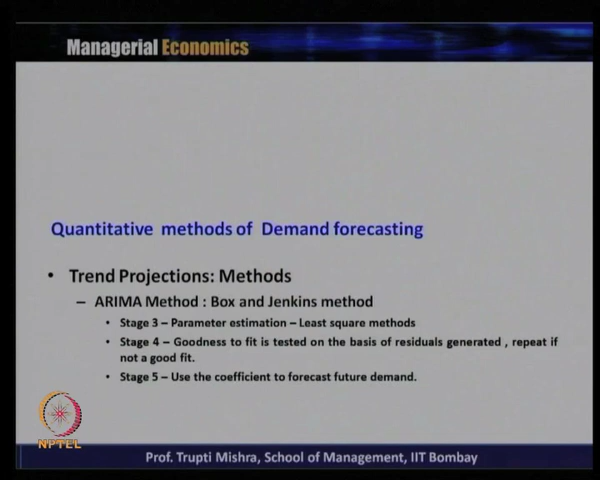 Managerial Economics
Quantitative methods of Demand forecasting
• Trend Projections: Methods
– ARIMA Method : Box and Jenkins method
• Stage 3 – Parameter estimation – Least square methods
• Stage 4 – Goodness to fit is tested on the basis of residuals generated , repeat if
not a good fit.
• Stage 5 – Use the coefficient to forecast future demand.
NPTEL
Prof. Trupti Mishra, School of Management, IIT Bombay